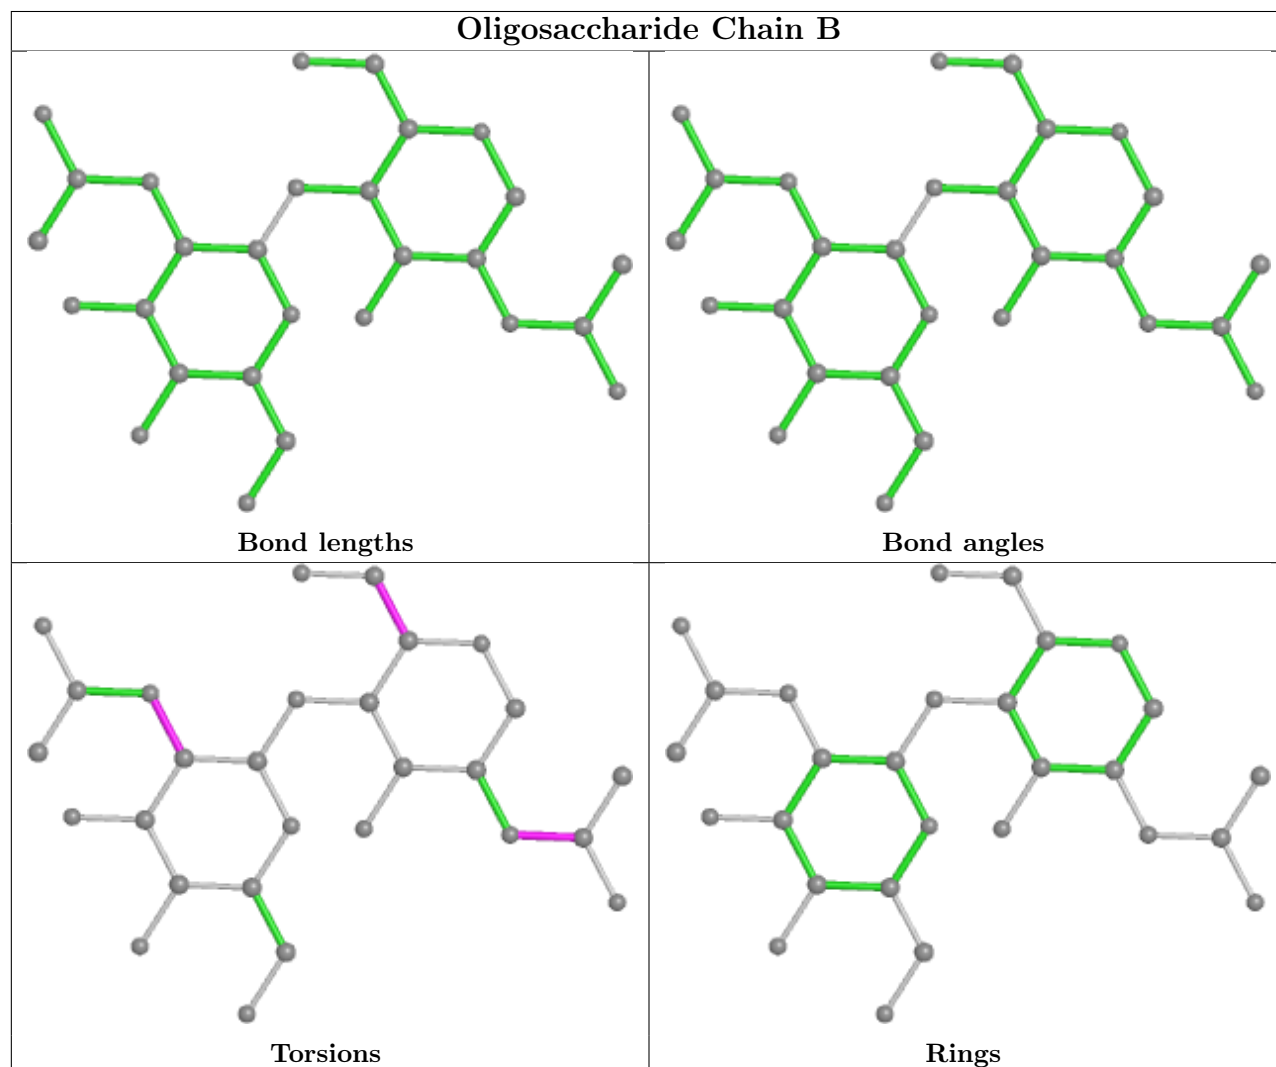 Oligosaccharide Chain B
Bond lengths
Bond angles
Torsions
Rings